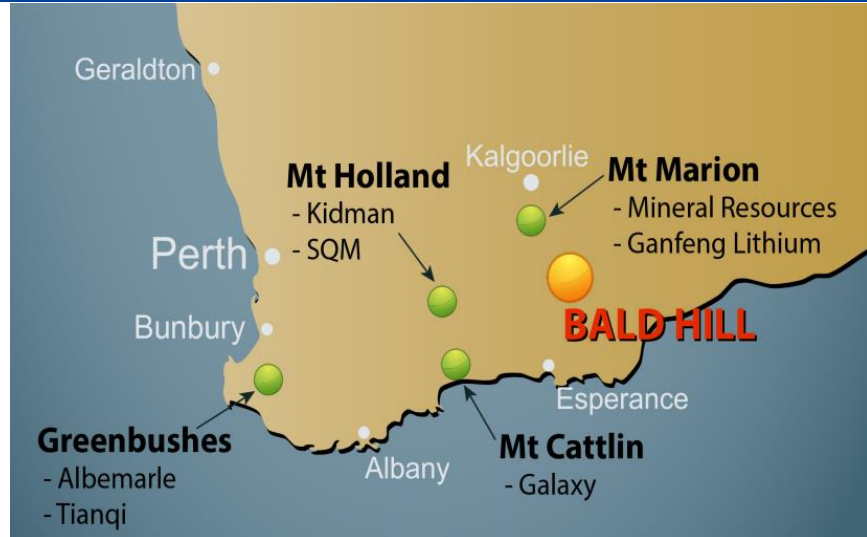 Geraldton
Kalgoorlie
Mt Holland
- Kidman
- SQM
Mt Marion
- Mineral Resources
- Ganfeng Lithium
Perth
BALD HILL
Bunbury
Esperance
Greenbushes
- Albemarle
- Tianqi
Albany
Mt Cattlin
- Galaxy